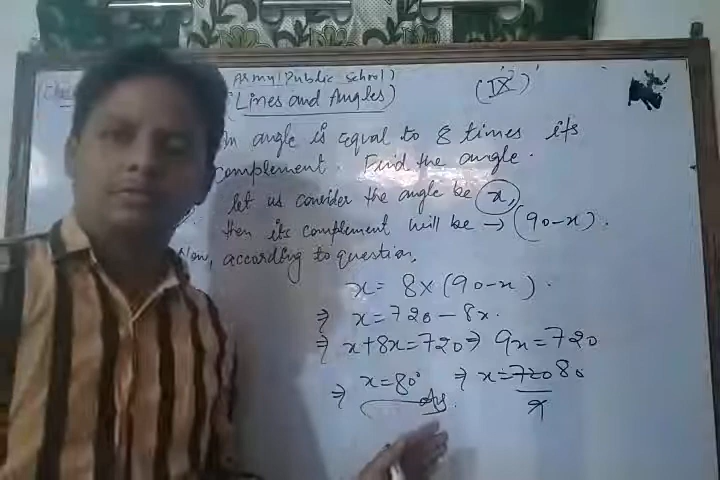 Army (Public School)
(Lines and Angles)
(IX)
An angle is Equal to 8 times its
complement. Find the angle.
let us consider the angle be x,
then its complement will be → (90-x).
Now, according to question,
x = 8×(90-x).
⇒ x=720-8x.
⇒ x+8x=720 ⇒ 9x=720
⇒ x=80° ⇒ x=720 80
Ans. 9